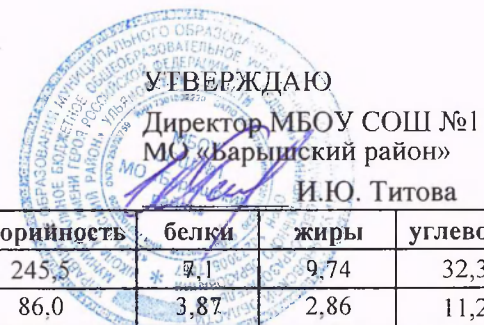 УТВЕРЖДАЮ
Директор МБОУ СОШ №1
МО «Барышский район»
И.Ю. Титова
орийность белки жиры углево
245,5 7,1 9,74 32,3
86,0 3,87 2,86 11,2